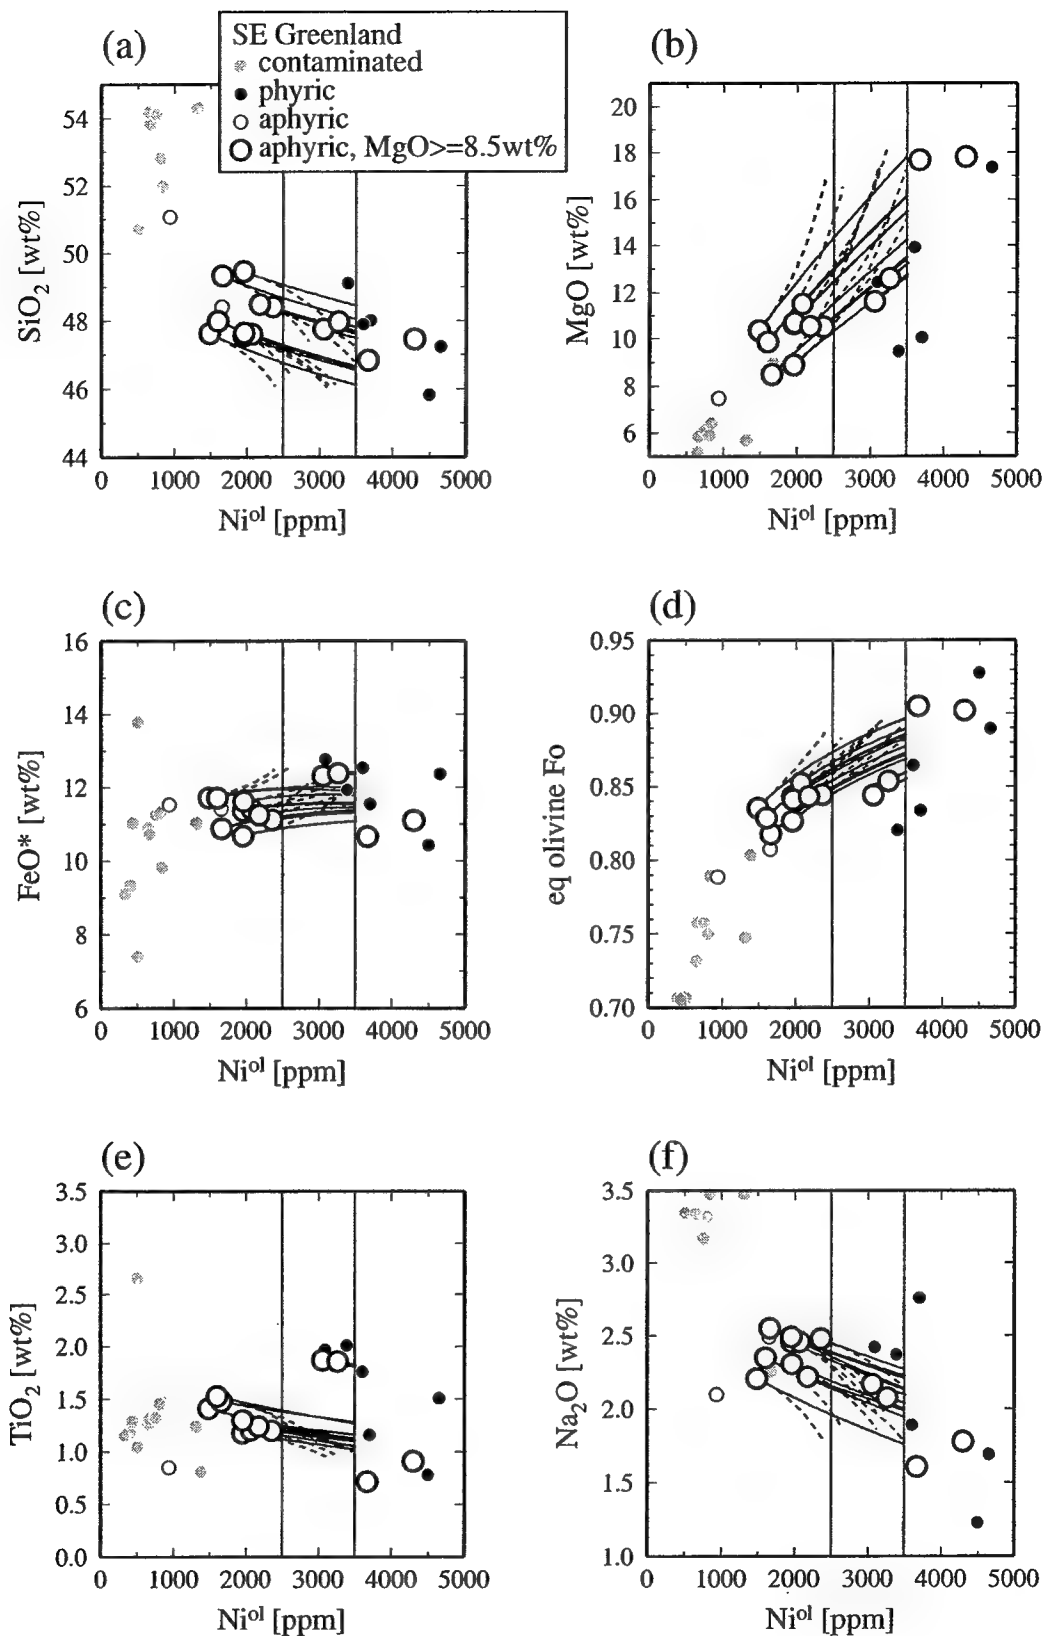 (a)
SE Greenland
contaminated
phyric
aphyric
aphyric, MgO>=8.5wt%
54
52
50
48
46
44
SiO2 [wt%]
0 1000 2000 3000 4000 5000
Ni^ol [ppm]
(b)
20
18
16
14
12
10
8
6
MgO [wt%]
0 1000 2000 3000 4000 5000
Ni^ol [ppm]
(c)
16
14
12
10
8
6
FeO* [wt%]
0 1000 2000 3000 4000 5000
Ni^ol [ppm]
(d)
0.95
0.90
0.85
0.80
0.75
0.70
eq olivine Fo
0 1000 2000 3000 4000 5000
Ni^ol [ppm]
(e)
3.5
3.0
2.5
2.0
1.5
1.0
0.5
0.0
TiO2 [wt%]
0 1000 2000 3000 4000 5000
Ni^ol [ppm]
(f)
3.5
3.0
2.5
2.0
1.5
1.0
Na2O [wt%]
0 1000 2000 3000 4000 5000
Ni^ol [ppm]